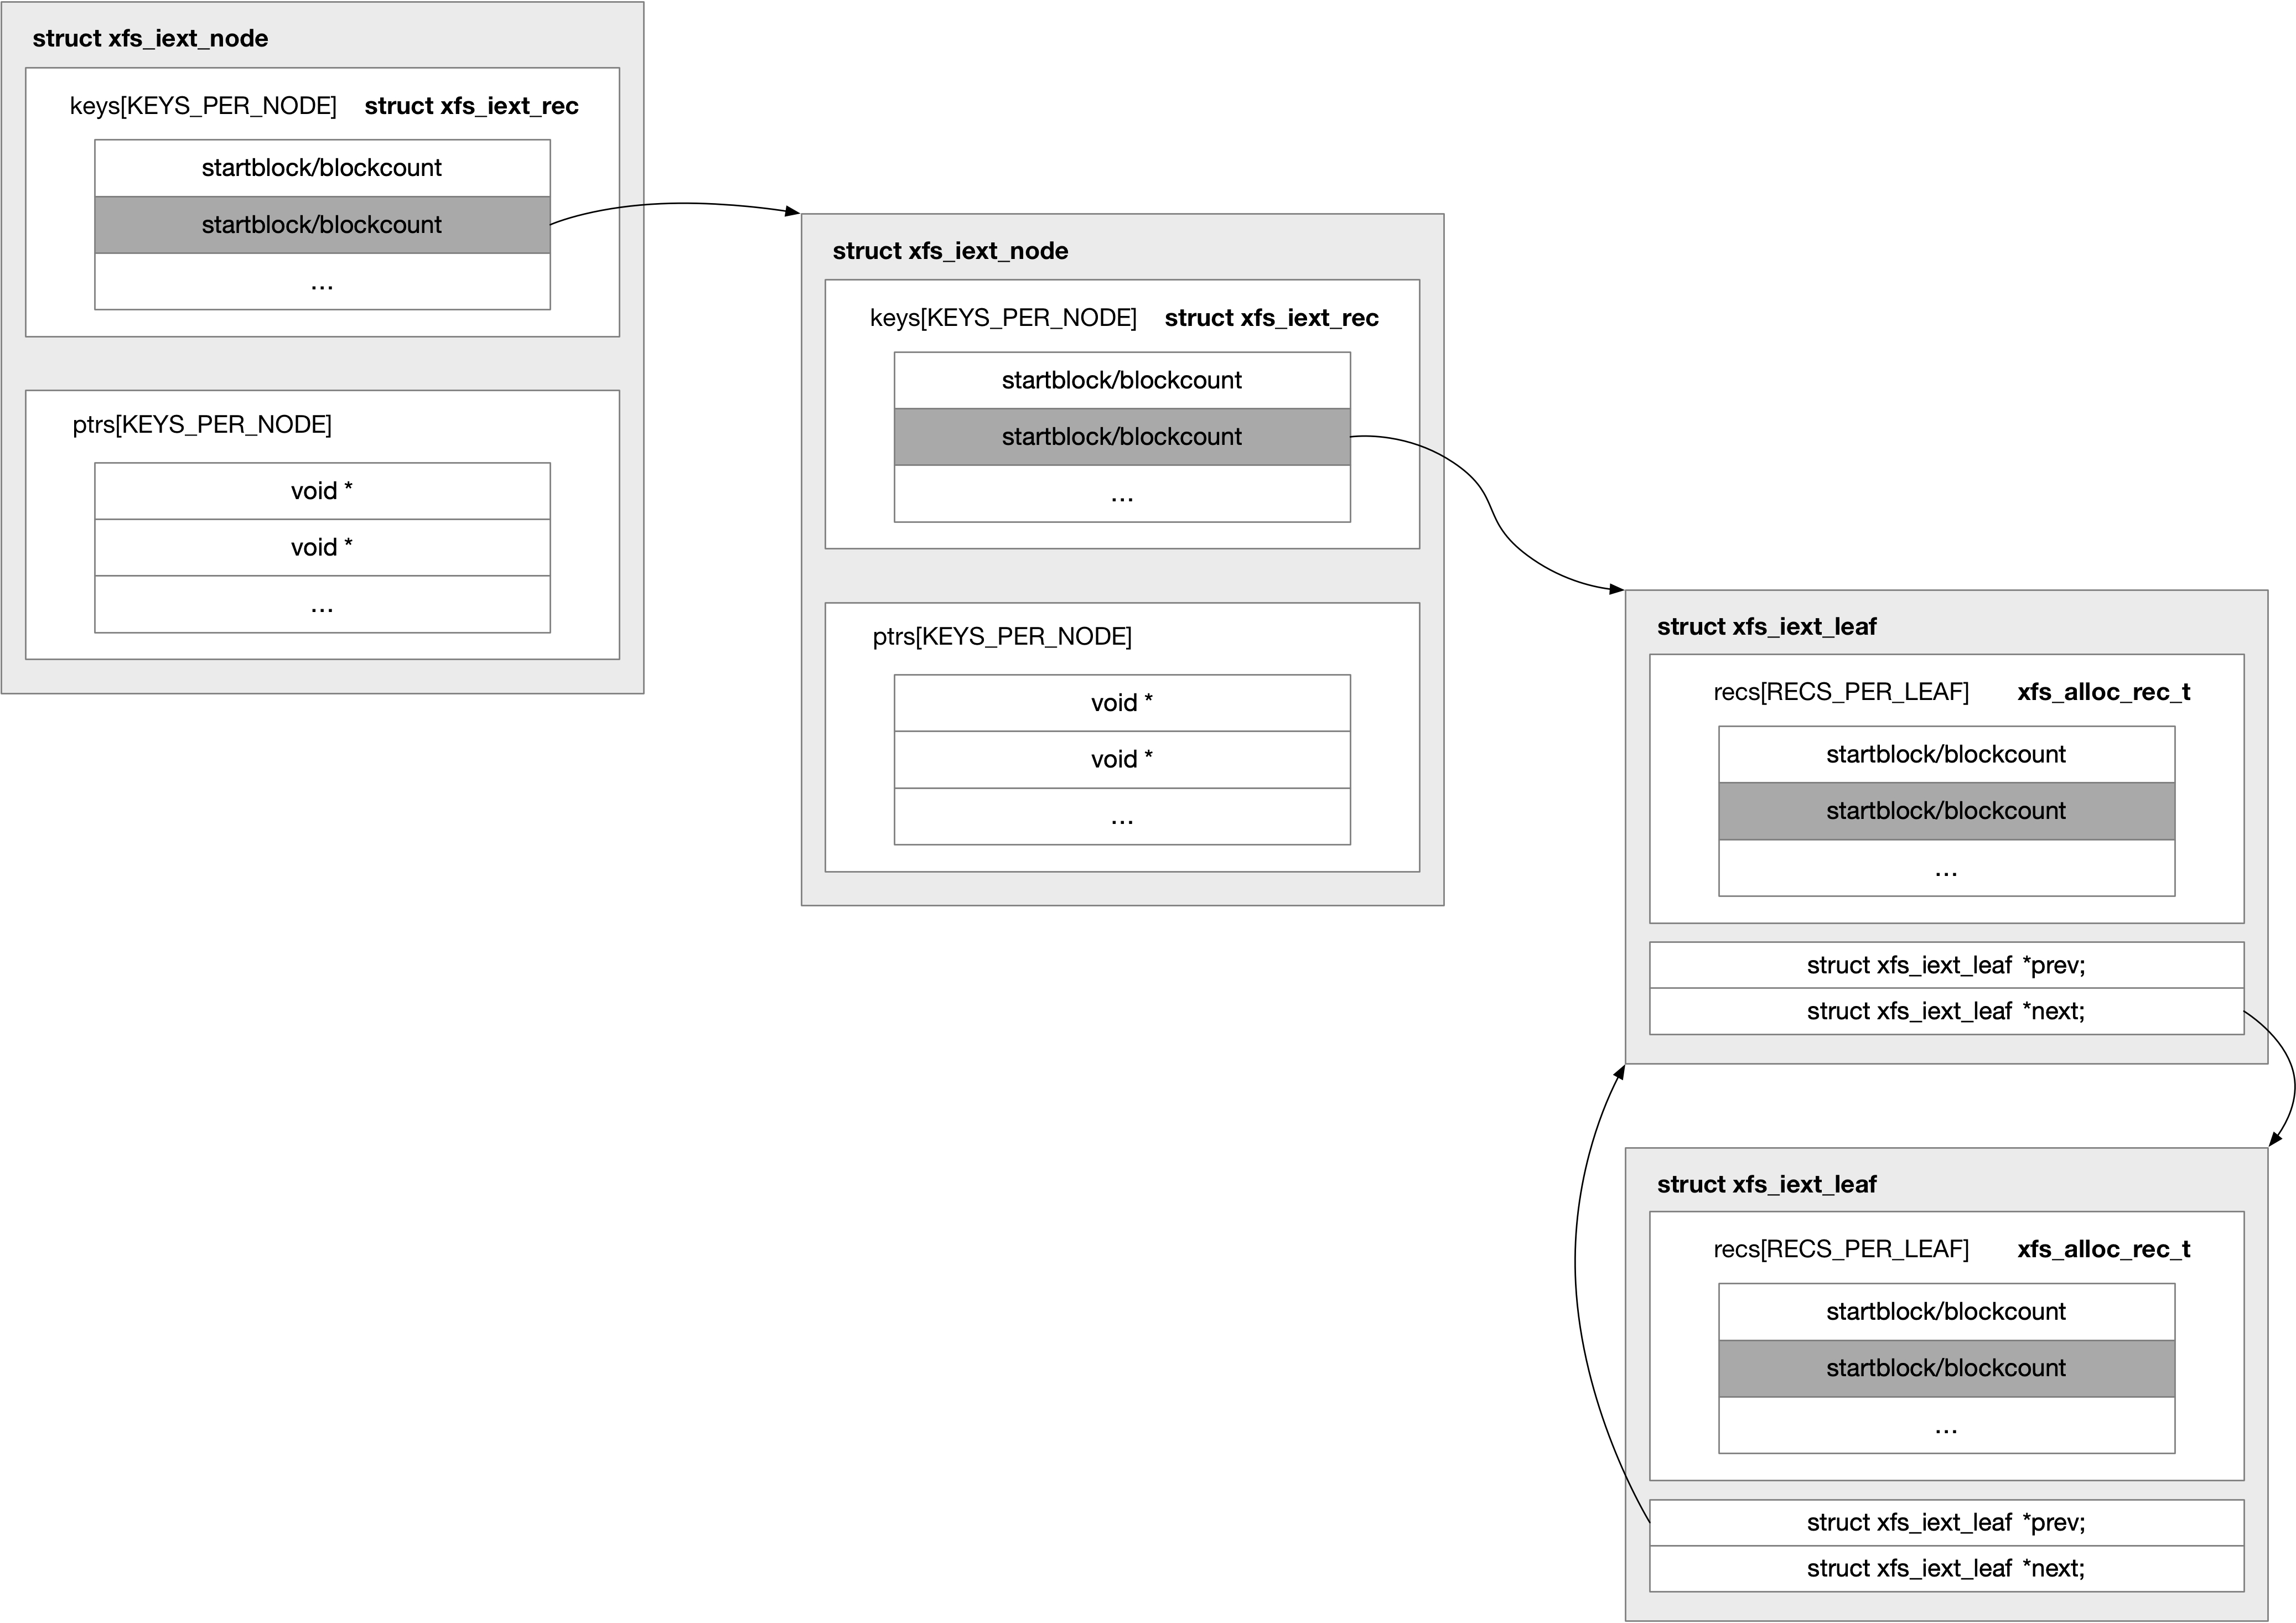 struct xfs_iext_node
keys[KEYS_PER_NODE] struct xfs_iext_rec
startblock/blockcount
startblock/blockcount
...
ptrs[KEYS_PER_NODE]
void *
void *
...
struct xfs_iext_node
keys[KEYS_PER_NODE] struct xfs_iext_rec
startblock/blockcount
startblock/blockcount
...
ptrs[KEYS_PER_NODE]
void *
void *
...
struct xfs_iext_leaf
recs[RECS_PER_LEAF] xfs_alloc_rec_t
startblock/blockcount
startblock/blockcount
...
struct xfs_iext_leaf *prev;
struct xfs_iext_leaf *next;
struct xfs_iext_leaf
recs[RECS_PER_LEAF] xfs_alloc_rec_t
startblock/blockcount
startblock/blockcount
...
struct xfs_iext_leaf *prev;
struct xfs_iext_leaf *next;